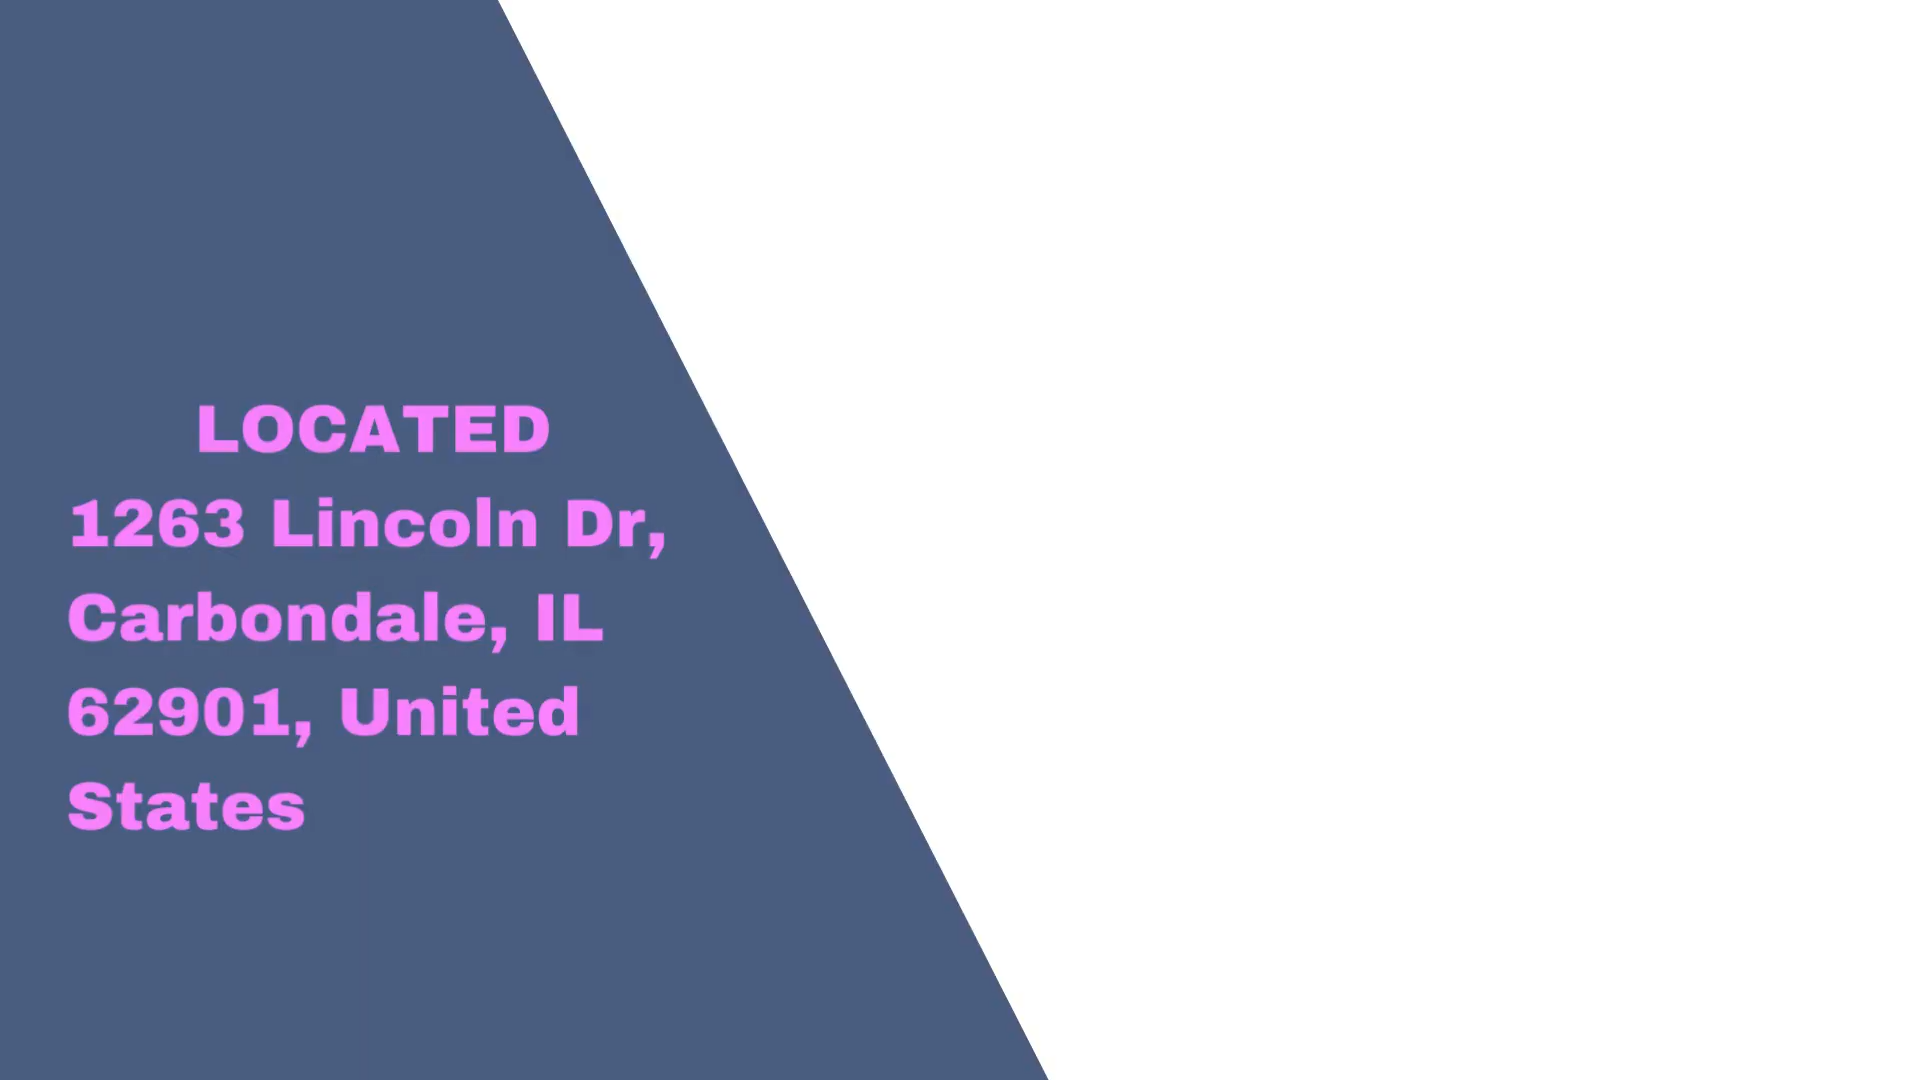 LOCATED
1263 Lincoln Dr,
Carbondale, IL
62901, United
States